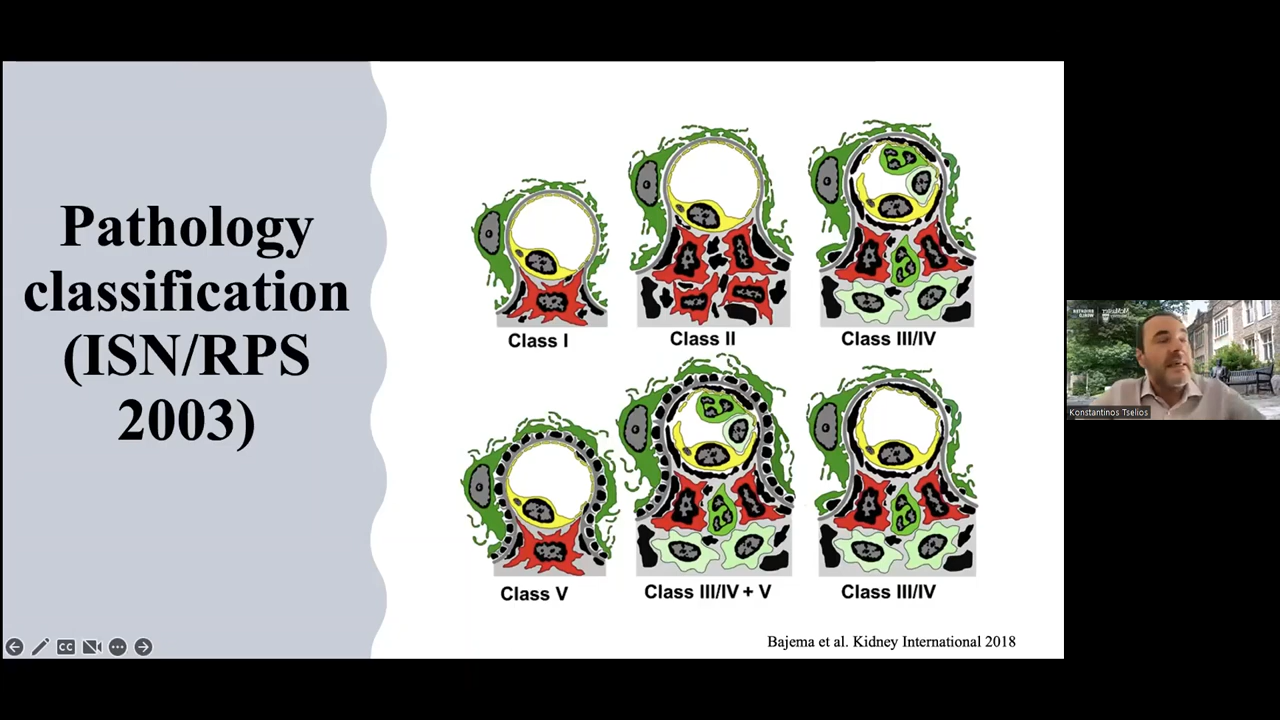 Pathology
classification
(ISN/RPS
2003)
Class I
Class II
Class III/IV
Class V
Class III/IV + V
Class III/IV
Bajema et al. Kidney International 2018
CC
Konstantinos Tselios